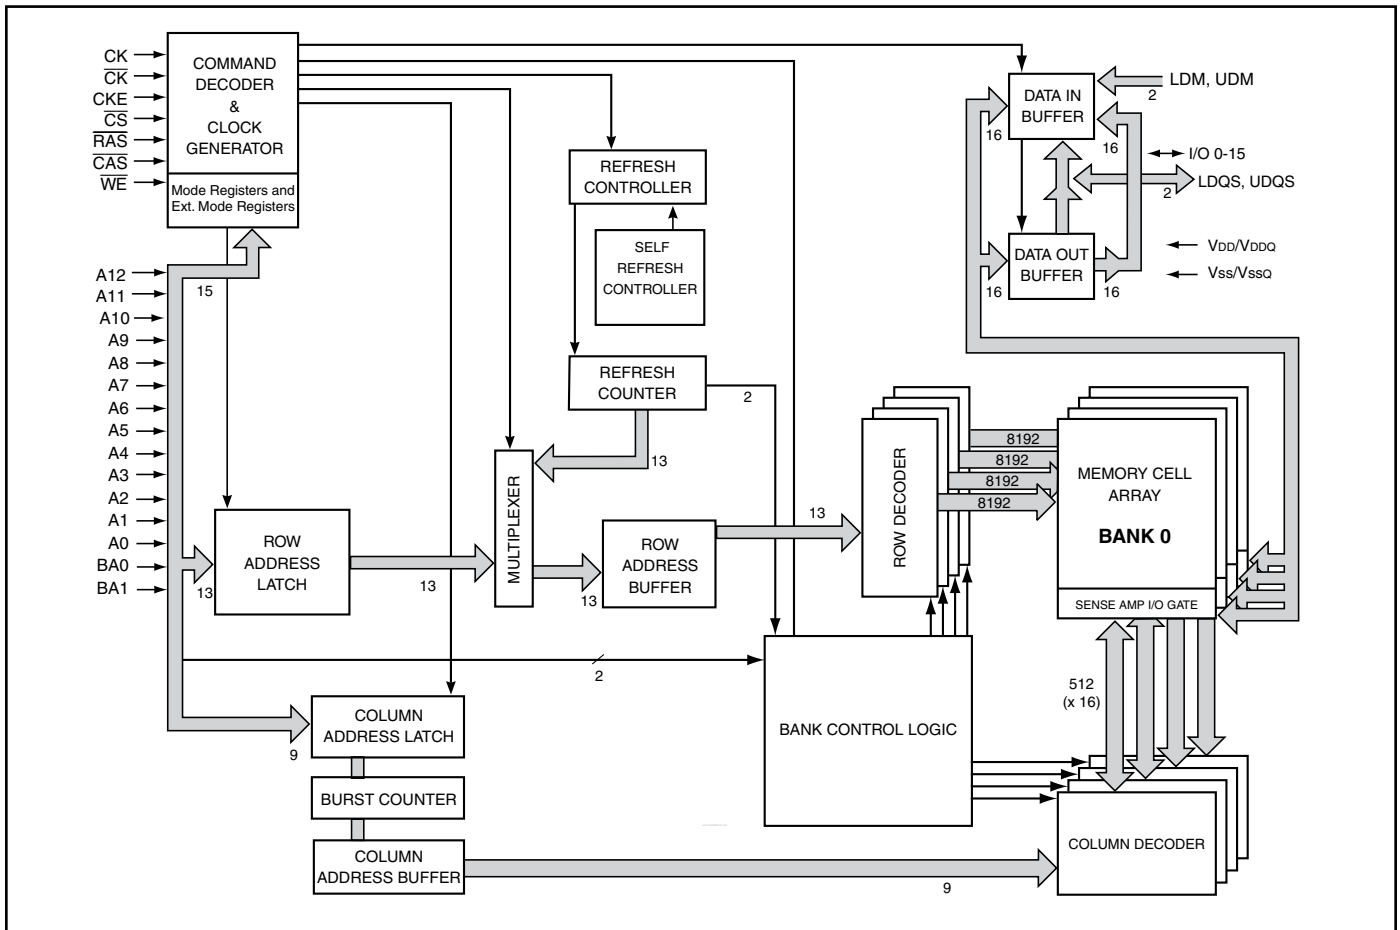 CK
CK
CKE
CS
RAS
CAS
WE
COMMAND
DECODER
&
CLOCK
GENERATOR
Mode Registers and
Ext. Mode Registers
A12
A11
A10
A9
A8
A7
A6
A5
A4
A3
A2
A1
A0
BA0
BA1
15
REFRESH
CONTROLLER
SELF
REFRESH
CONTROLLER
REFRESH
COUNTER
2
13
MULTIPLEXER
13
ROW
ADDRESS
LATCH
13
13
ROW
ADDRESS
BUFFER
13
ROW DECODER
8192
8192
8192
8192
MEMORY CELL
ARRAY
BANK 0
SENSE AMP I/O GATE
DATA IN
BUFFER
LDM, UDM
2
16
16
I/O 0-15
LDQS, UDQS
2
DATA OUT
BUFFER
16
16
VDD/VDDQ
Vss/VssQ
2
BANK CONTROL LOGIC
512
(x 16)
9
COLUMN
ADDRESS LATCH
BURST COUNTER
COLUMN
ADDRESS BUFFER
9
COLUMN DECODER